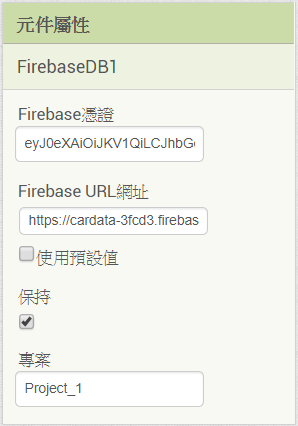 元件屬性
FirebaseDB1
Firebase憑證
eyJ0eXAiOiJKV1QiLCJhbG
Firebase URL網址
https://cardata-3fcd3.firebas
使用預設值
保持
專案
Project_1